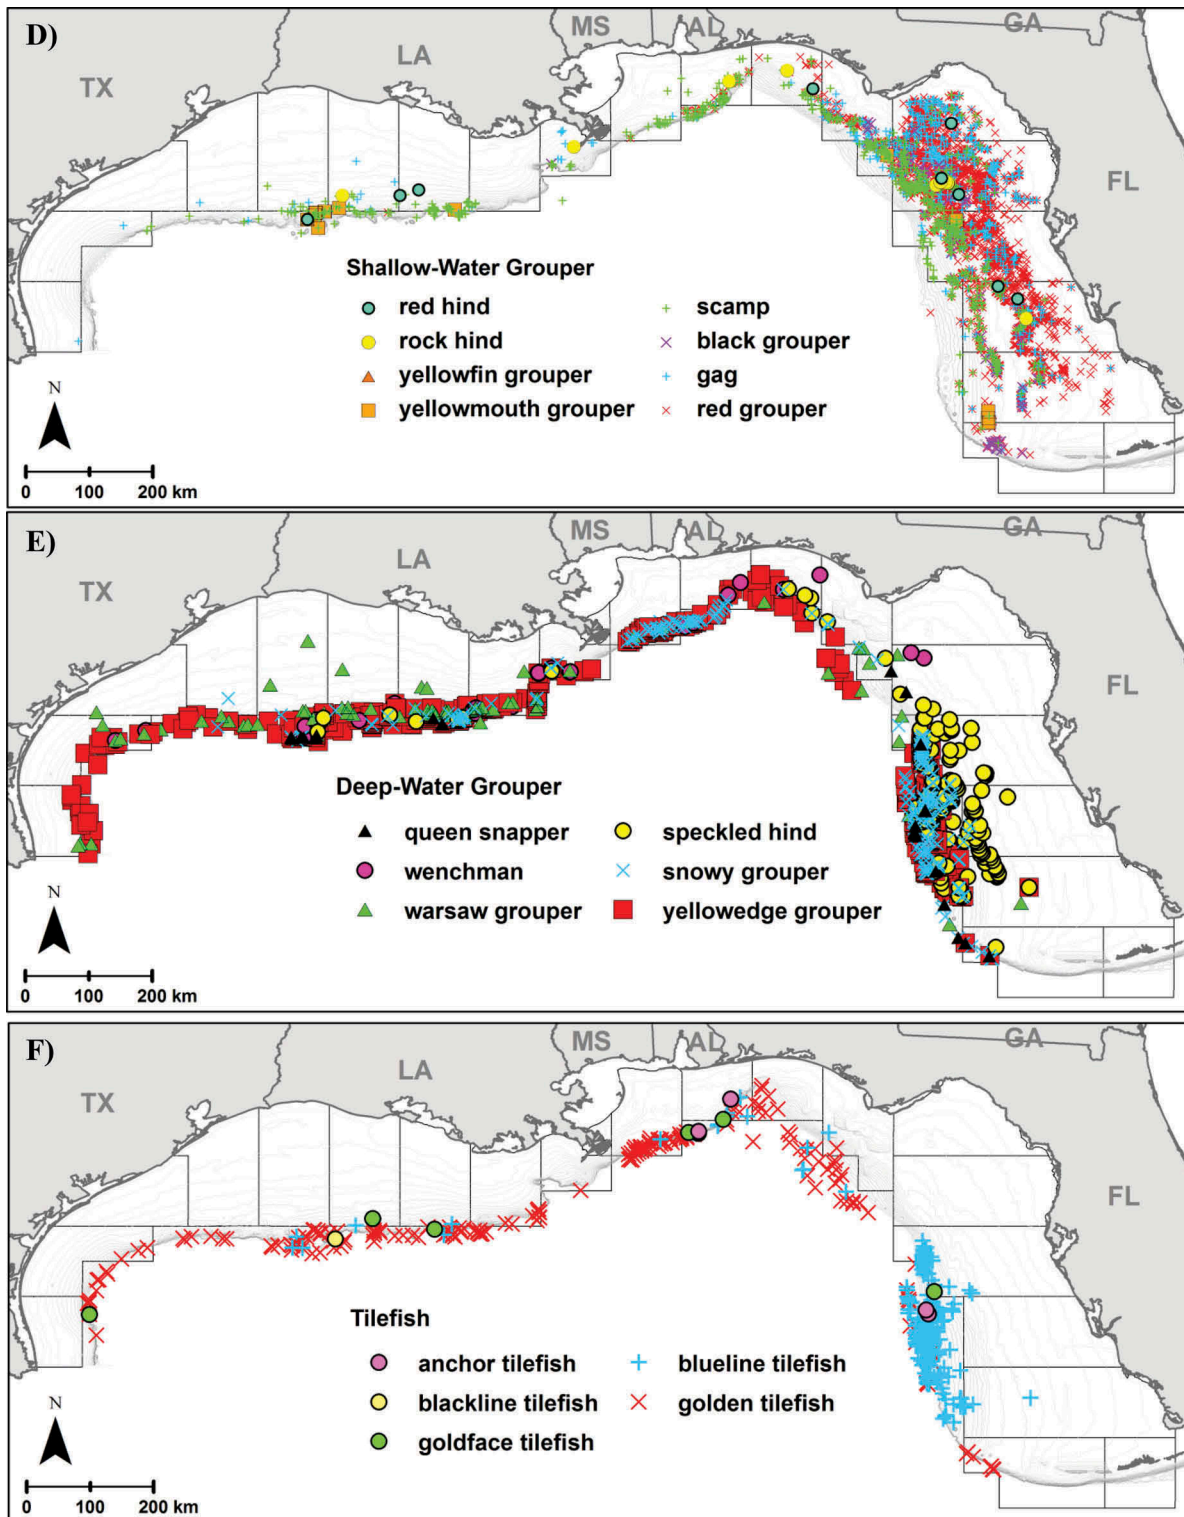 D)
MS
AL
GA
LA
TX
FL
Shallow-Water Grouper
red hind
scamp
rock hind
black grouper
yellowfin grouper
gag
yellowmouth grouper
red grouper
N
0 100 200 km
E)
MS
AL
GA
LA
TX
FL
Deep-Water Grouper
queen snapper
speckled hind
wenchman
snowy grouper
warsaw grouper
yellowedge grouper
N
0 100 200 km
F)
MS
AL
GA
LA
TX
FL
Tilefish
anchor tilefish
blueline tilefish
blackline tilefish
golden tilefish
goldface tilefish
N
0 100 200 km